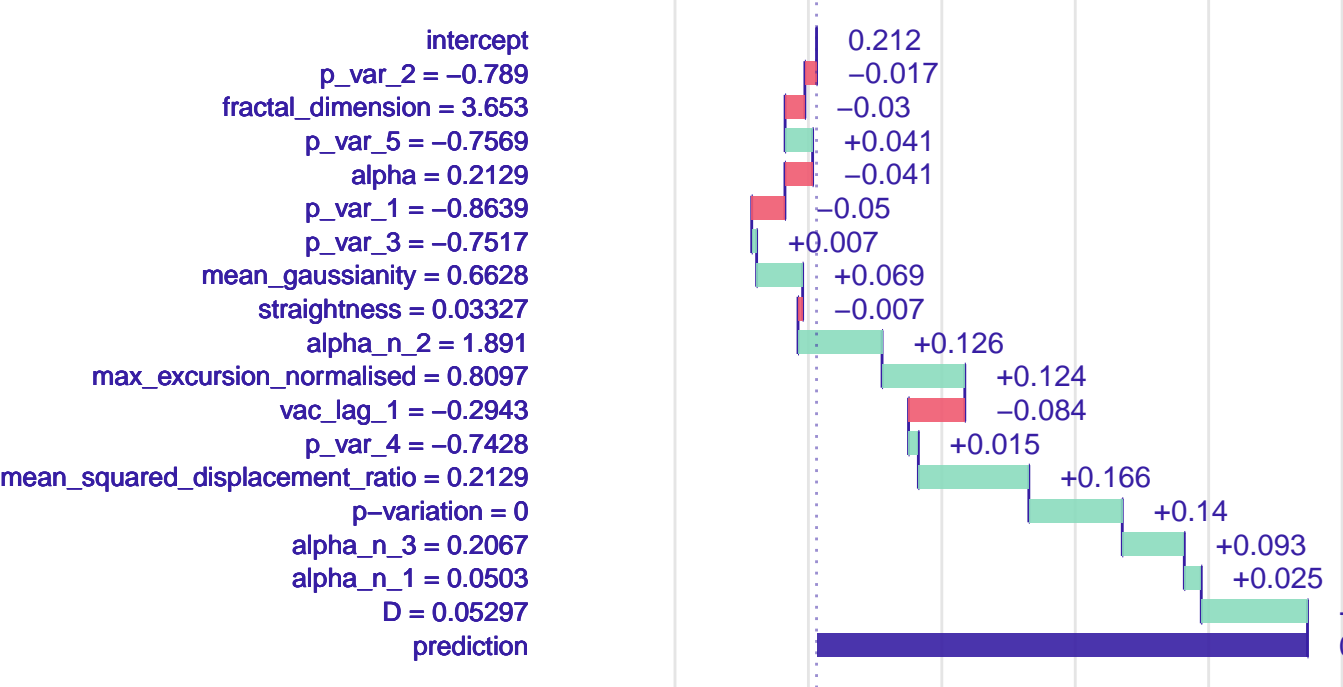 intercept 0.212
p_var_2 = −0.789 −0.017
fractal_dimension = 3.653 −0.03
p_var_5 = −0.7569 +0.041
alpha = 0.2129 −0.041
p_var_1 = −0.8639 −0.05
p_var_3 = −0.7517 +0.007
mean_gaussianity = 0.6628 +0.069
straightness = 0.03327 −0.007
alpha_n_2 = 1.891 +0.126
max_excursion_normalised = 0.8097 +0.124
vac_lag_1 = −0.2943 −0.084
p_var_4 = −0.7428 +0.015
mean_squared_displacement_ratio = 0.2129 +0.166
p−variation = 0 +0.14
alpha_n_3 = 0.2067 +0.093
alpha_n_1 = 0.0503 +0.025
D = 0.05297
prediction